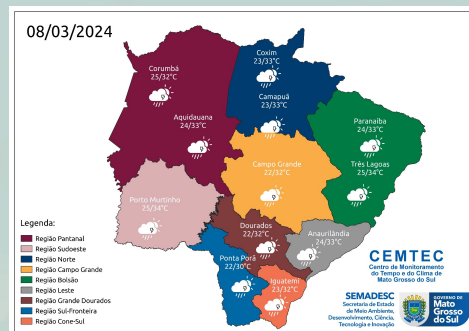 08/03/2024
Corumbá
25/32°C
Coxim
23/33°C
Camapuã
23/33°C
Aquidauana
24/33°C
Paranaíba
24/33°C
Três Lagoas
25/34°C
Campo Grande
22/32°C
Porto Murtinho
25/34°C
Dourados
22/32°C
Anaurilândia
24/33°C
Ponta Porã
22/30°C
Iguatemi
23/32°C
Legenda:
Região Pantanal
Região Sudoeste
Região Norte
Região Campo Grande
Região Bolsão
Região Leste
Região Grande Dourados
Região Sul-Fronteira
Região Cone-Sul
CEMTEC
Centro de Monitoramento
do Tempo e do Clima de
Mato Grosso do Sul
SEMADESC
Secretaria de Estado
de Meio Ambiente,
Desenvolvimento, Ciência,
Tecnologia e Inovação
GOVERNO DE
Mato
Grosso
do Sul